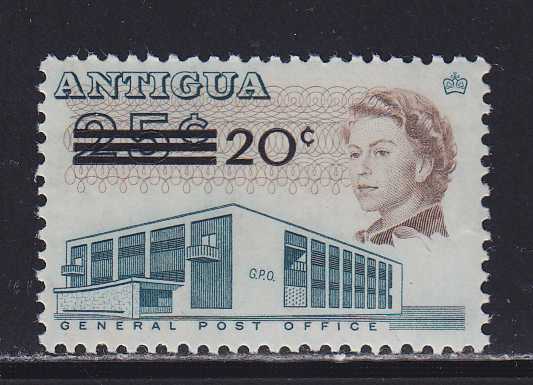 ANTIGUA
25¢ 20¢
G.P.O.
GENERAL POST OFFICE